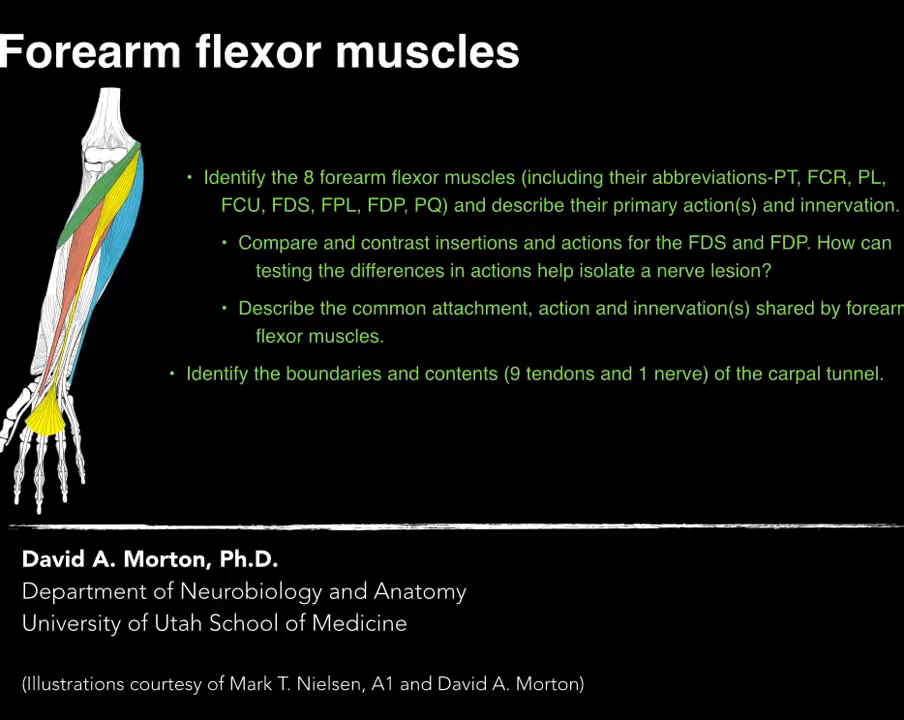 Forearm flexor muscles
• Identify the 8 forearm flexor muscles (including their abbreviations-PT, FCR, PL,
FCU, FDS, FPL, FDP, PQ) and describe their primary action(s) and innervation.
• Compare and contrast insertions and actions for the FDS and FDP. How can
testing the differences in actions help isolate a nerve lesion?
• Describe the common attachment, action and innervation(s) shared by forearm
flexor muscles.
• Identify the boundaries and contents (9 tendons and 1 nerve) of the carpal tunnel.
David A. Morton, Ph.D.
Department of Neurobiology and Anatomy
University of Utah School of Medicine
(Illustrations courtesy of Mark T. Nielsen, A1 and David A. Morton)